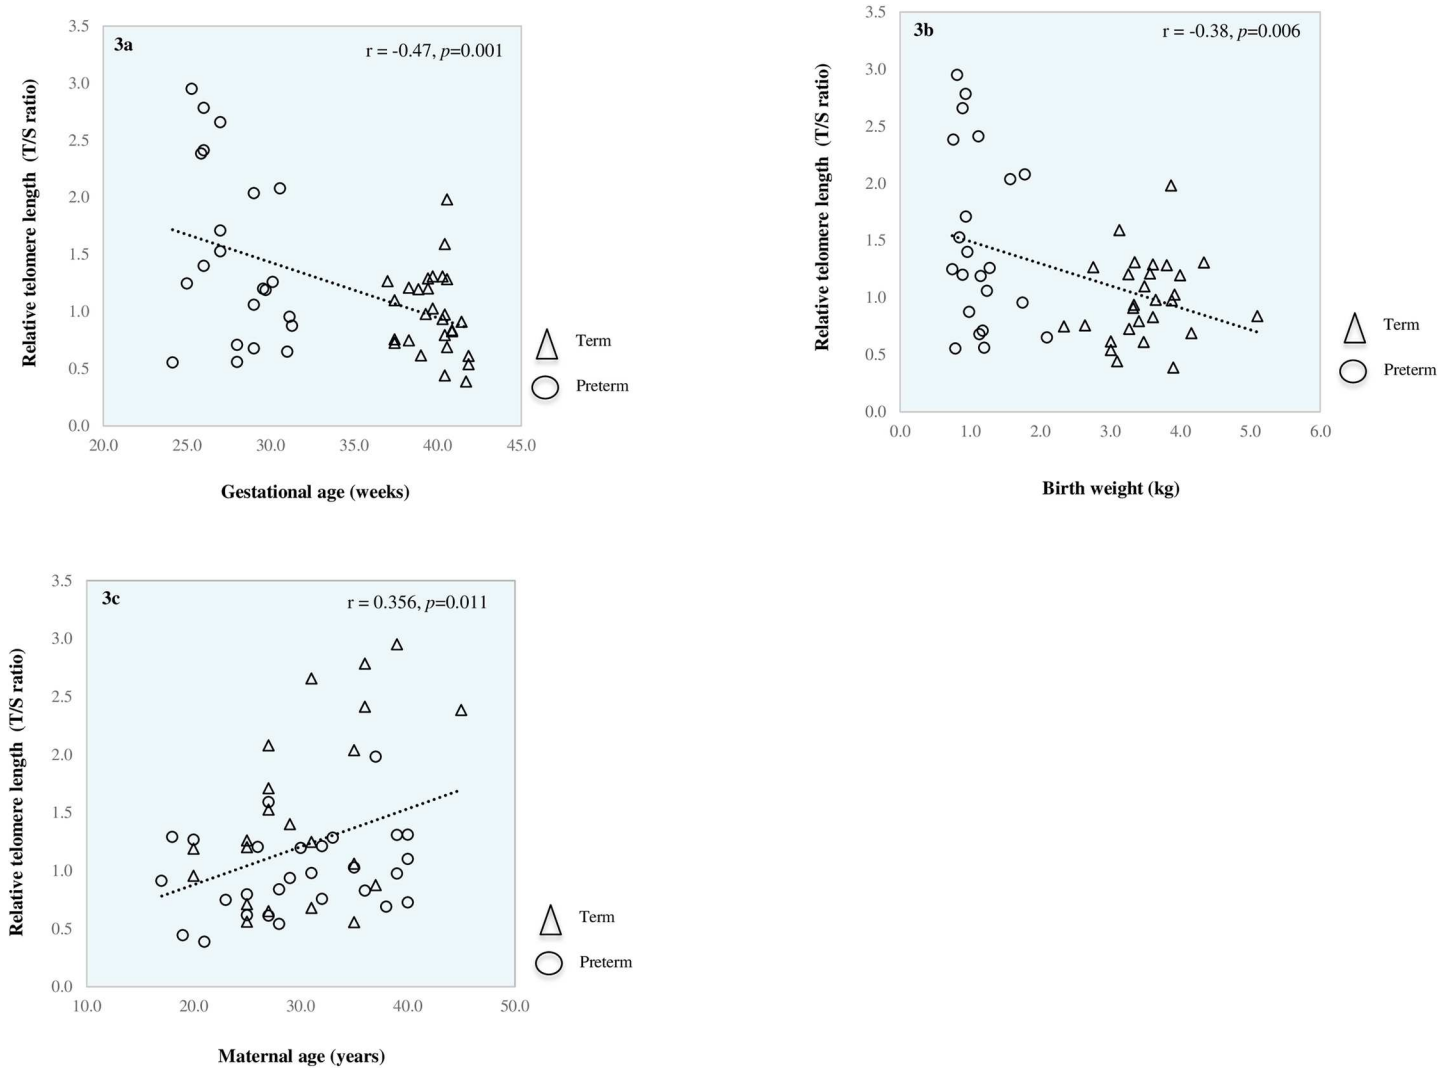 3a
r = -0.47, p=0.001
Relative telomere length (T/S ratio)
3.5
3.0
2.5
2.0
1.5
1.0
0.5
0.0
20.0 25.0 30.0 35.0 40.0 45.0
Gestational age (weeks)
Term
Preterm
3b
r = -0.38, p=0.006
Relative telomere length (T/S ratio)
3.5
3.0
2.5
2.0
1.5
1.0
0.5
0.0
0.0 1.0 2.0 3.0 4.0 5.0 6.0
Birth weight (kg)
Term
Preterm
3c
r = 0.356, p=0.011
Relative telomere length (T/S ratio)
3.5
3.0
2.5
2.0
1.5
1.0
0.5
0.0
10.0 20.0 30.0 40.0 50.0
Maternal age (years)
Term
Preterm